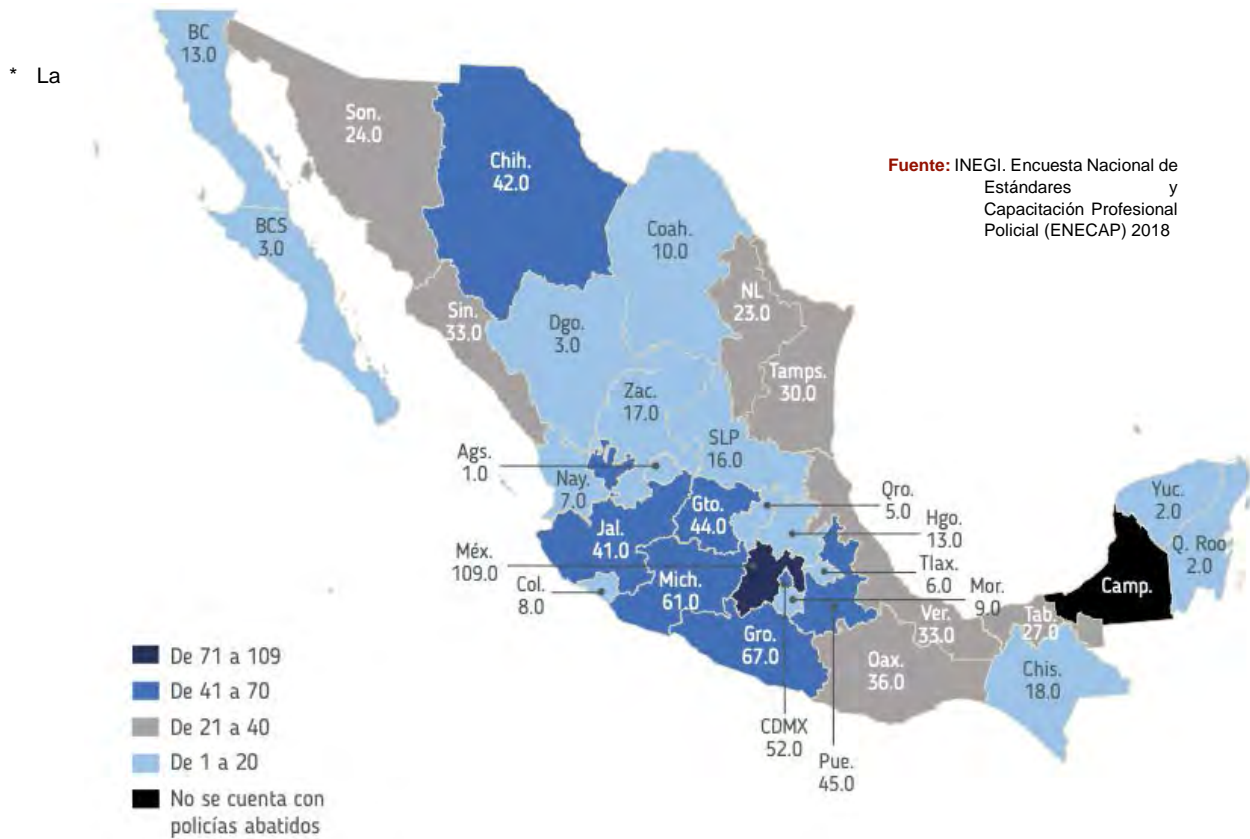 * La
BC
13.0
Son.
24.0
Chih.
42.0
Fuente: INEGI. Encuesta Nacional de
Estándares y
Capacitación Profesional
Policial (ENECAP) 2018
BCS
3.0
Coah.
10.0
NL
23.0
Sin.
33.0
Dgo.
3.0
Tamps.
30.0
Zac.
17.0
SLP
16.0
Ags.
1.0
Nay.
7.0
Qro.
5.0
Yuc.
2.0
Gto.
44.0
Hgo.
13.0
Jal.
41.0
Q. Roo
2.0
Méx.
109.0
Tlax.
6.0
Camp.
Col.
8.0
Mich.
61.0
Mor.
9.0
Ver.
33.0
Tab.
27.0
Gro.
67.0
Oax.
36.0
Chis.
18.0
CDMX
52.0
Pue.
45.0
De 71 a 109
De 41 a 70
De 21 a 40
De 1 a 20
No se cuenta con
policías abatidos